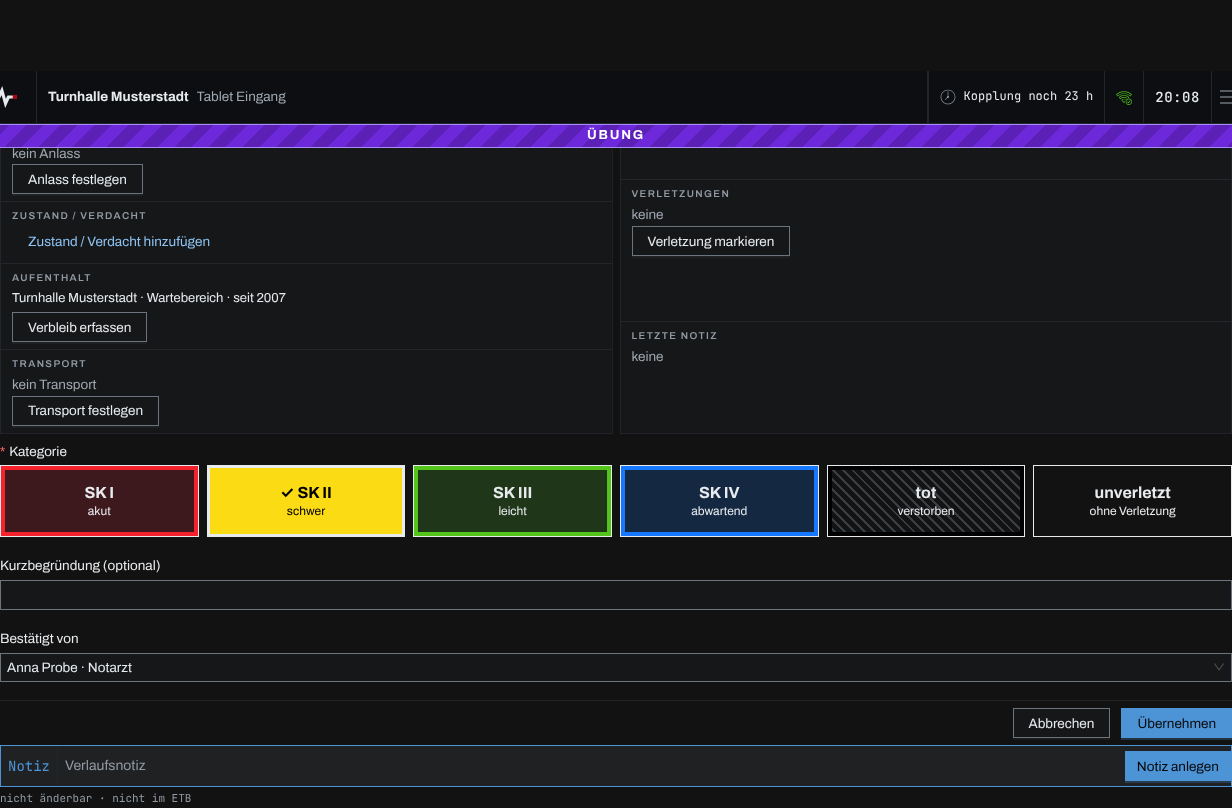 Turnhalle Musterstadt Tablet Eingang
Kopplung noch 23 h
20:08
ÜBUNG
kein Anlass
Anlass festlegen
ZUSTAND / VERDACHT
Zustand / Verdacht hinzufügen
AUFENTHALT
Turnhalle Musterstadt · Wartebereich · seit 2007
Verbleib erfassen
TRANSPORT
kein Transport
Transport festlegen
VERLETZUNGEN
keine
Verletzung markieren
LETZTE NOTIZ
keine
* Kategorie
SK I
akut
✓ SK II
schwer
SK III
leicht
SK IV
abwartend
tot
verstorben
unverletzt
ohne Verletzung
Kurzbegründung (optional)
Bestätigt von
Anna Probe · Notarzt
Abbrechen
Übernehmen
Notiz Verlaufsnotiz
Notiz anlegen
nicht änderbar · nicht im ETB